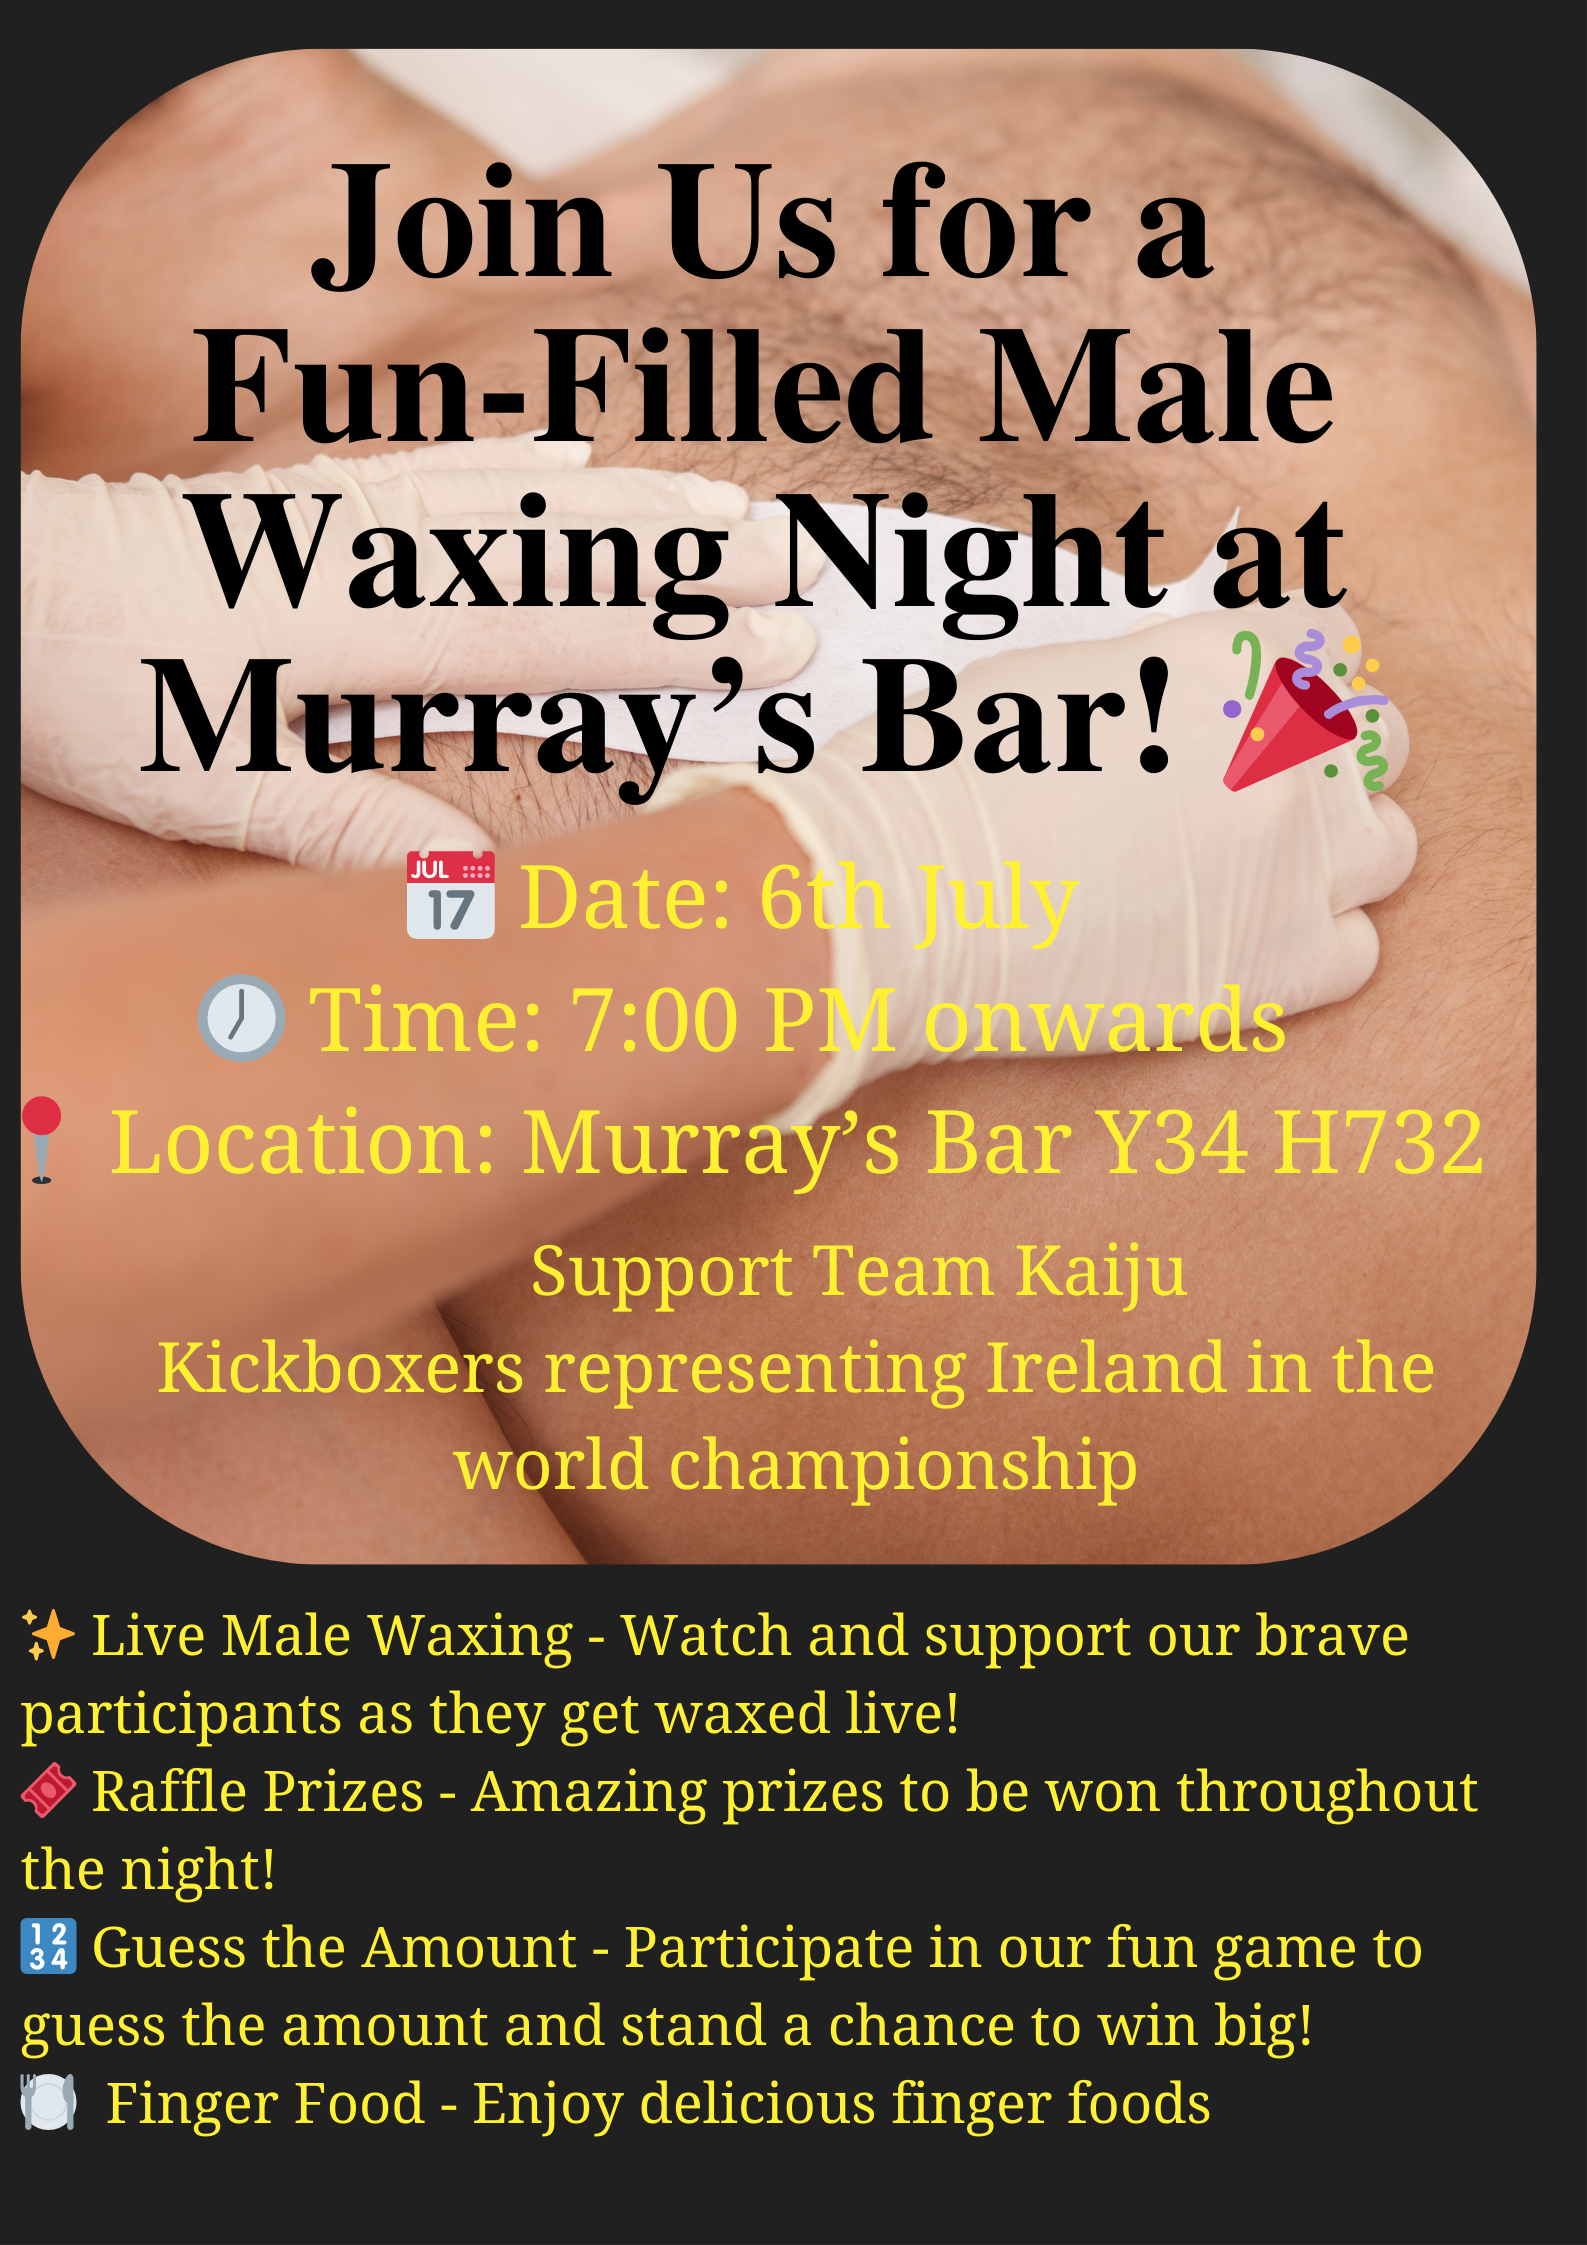 Join Us for a
Fun-Filled Male
Waxing Night at
Murray’s Bar! 🎉
📅 Date: 6th July
🕖 Time: 7:00 PM onwards
📍 Location: Murray’s Bar Y34 H732
Support Team Kaiju
Kickboxers representing Ireland in the
world championship
✨ Live Male Waxing - Watch and support our brave
participants as they get waxed live!
🎟️ Raffle Prizes - Amazing prizes to be won throughout
the night!
🔢 Guess the Amount - Participate in our fun game to
guess the amount and stand a chance to win big!
🍽️ Finger Food - Enjoy delicious finger foods